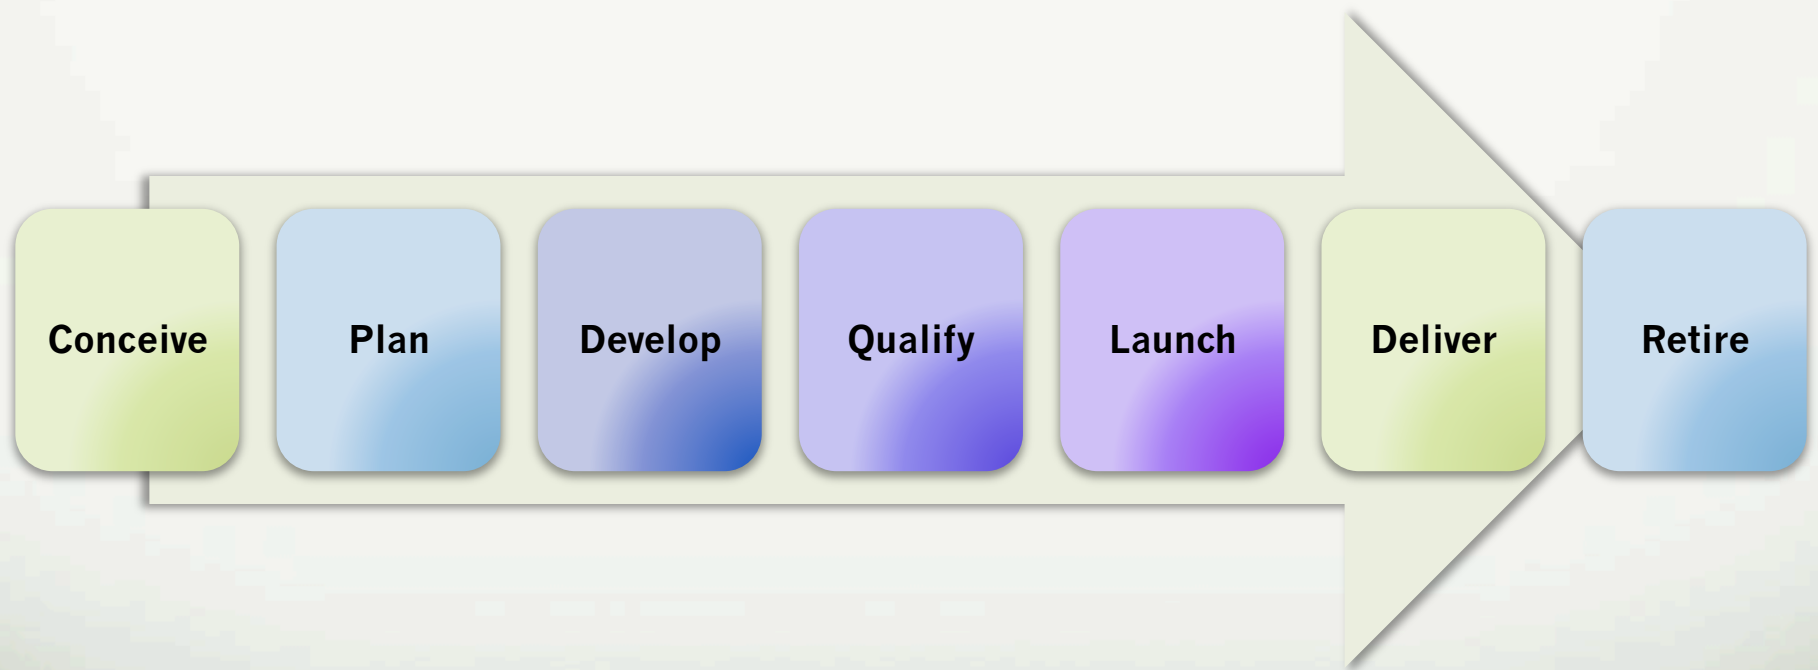 Conceive
Plan
Develop
Qualify
Launch
Deliver
Retire